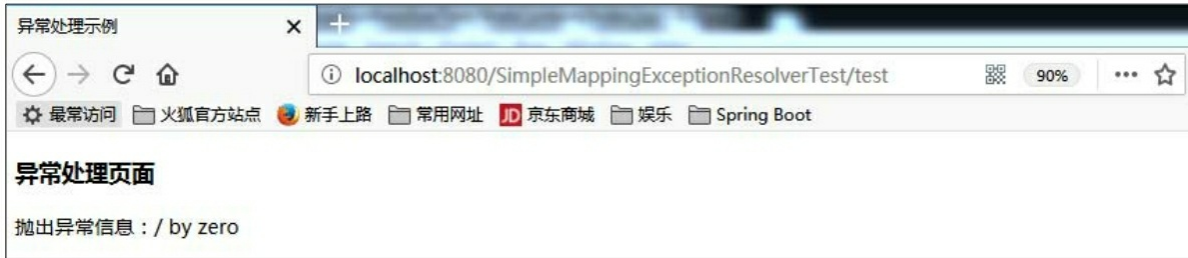 异常处理示例
localhost:8080/SimpleMappingExceptionResolverTest/test 90%
最常访问 火狐官方站点 新手上路 常用网址 JD 京东商城 娱乐 Spring Boot
异常处理页面
抛出异常信息：/ by zero